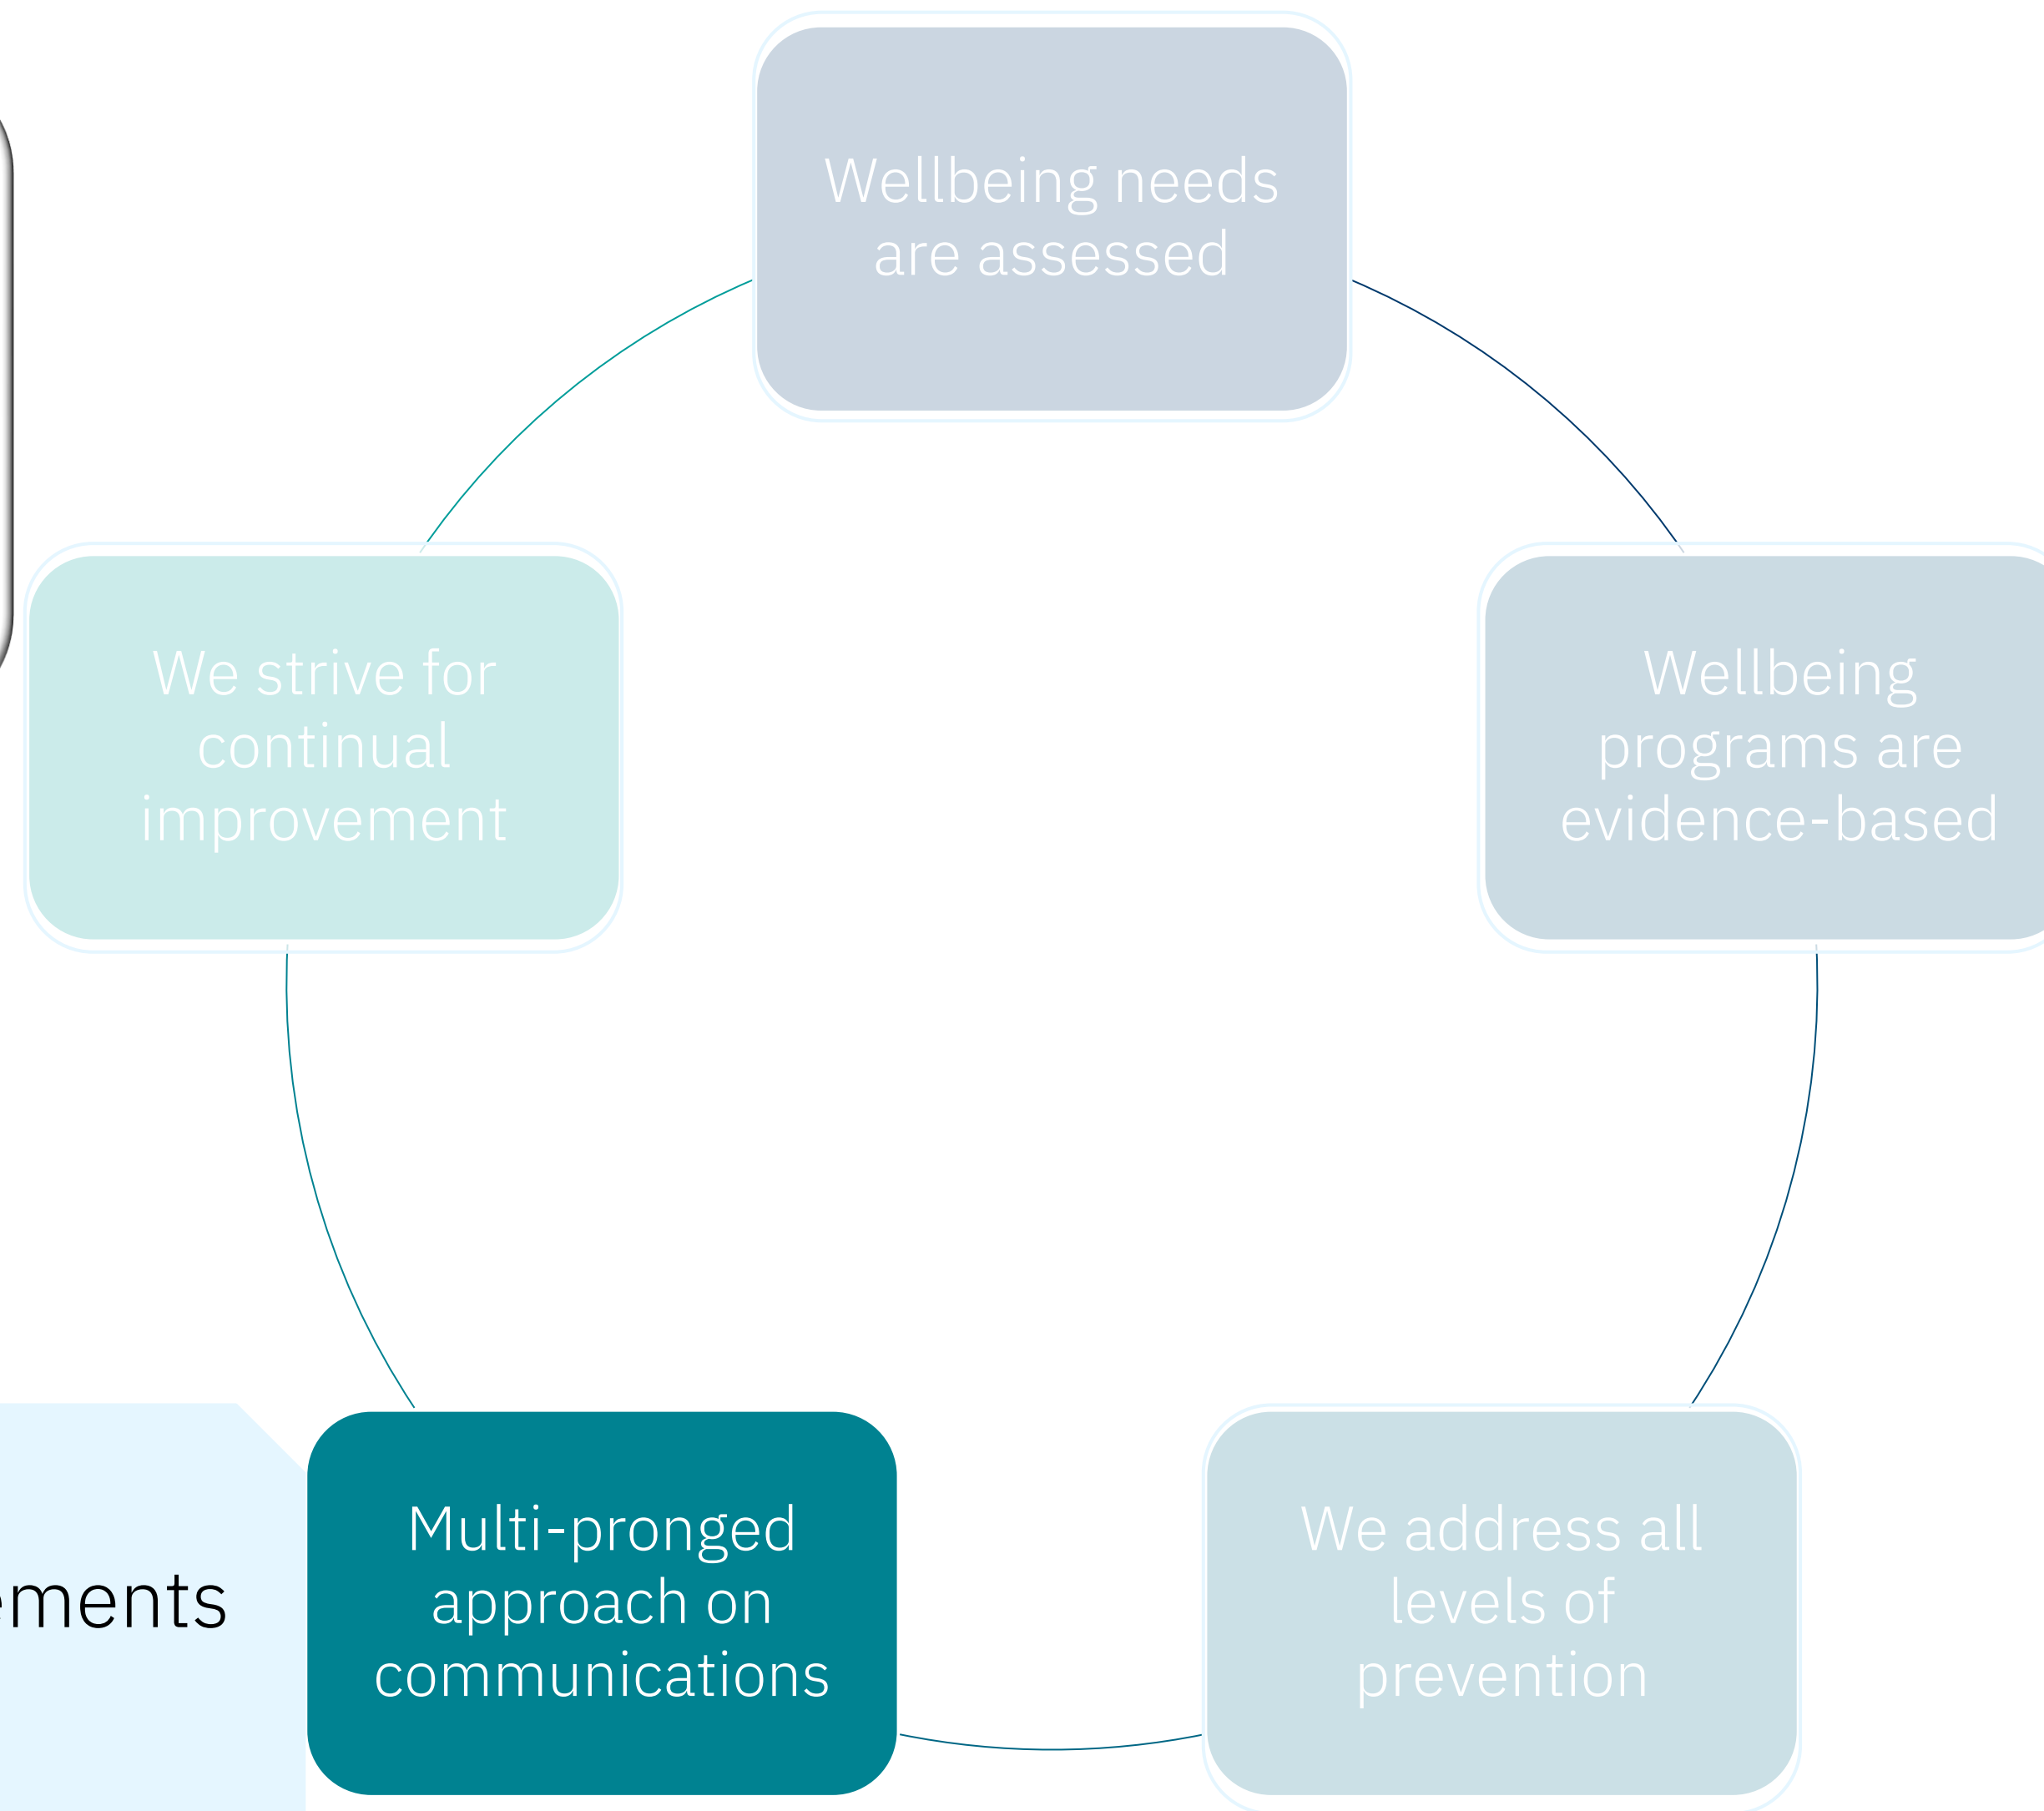 Wellbeing needs
are assessed
We strive for
continual
improvement
Wellbeing
programs are
evidence-based
ements
Multi-pronged
approach on
communications
We address all
levels of
prevention